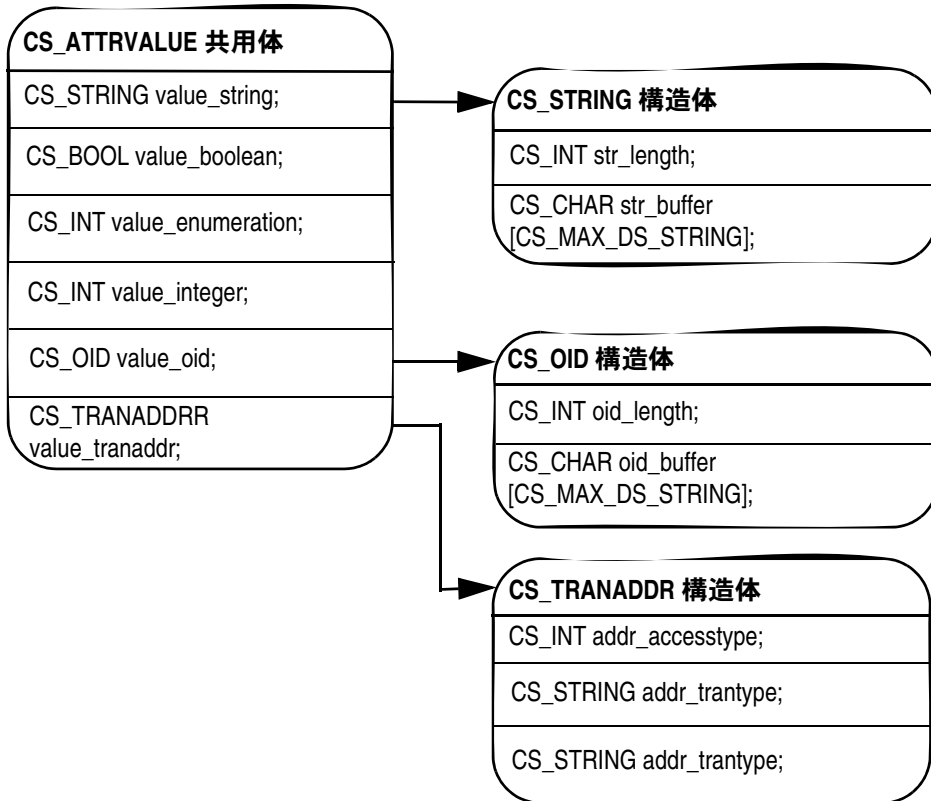 CS_ATTRVALUE 共用体
CS_STRING value_string;
CS_BOOL value_boolean;
CS_INT value_enumeration;
CS_INT value_integer;
CS_OID value_oid;
CS_TRANADDRR
value_tranaddr;
CS_STRING 構造体
CS_INT str_length;
CS_CHAR str_buffer
[CS_MAX_DS_STRING];
CS_OID 構造体
CS_INT oid_length;
CS_CHAR oid_buffer
[CS_MAX_DS_STRING];
CS_TRANADDR 構造体
CS_INT addr_accesstype;
CS_STRING addr_trantype;
CS_STRING addr_trantype;